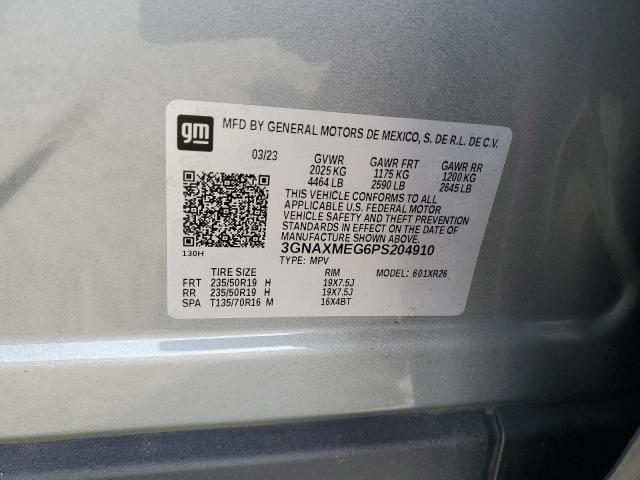 gm
MFD BY GENERAL MOTORS DE MEXICO, S. DE R.L. DE C.V.
03/23 GVWR GAWR FRT GAWR RR
2025 KG 1175 KG 1200 KG
4464 LB 2590 LB 2645 LB
THIS VEHICLE CONFORMS TO ALL
APPLICABLE U.S. FEDERAL MOTOR
VEHICLE SAFETY AND THEFT PREVENTION
STANDARDS IN EFFECT ON THE DATE OF
MANUFACTURE SHOWN ABOVE.
130H 3GNAXMEG6PS204910
TYPE: MPV MODEL: 601XR26
TIRE SIZE RIM
FRT 235/50R19 H 19X7.5J
RR 235/50R19 H 19X7.5J
SPA T135/70R16 M 16X4BT